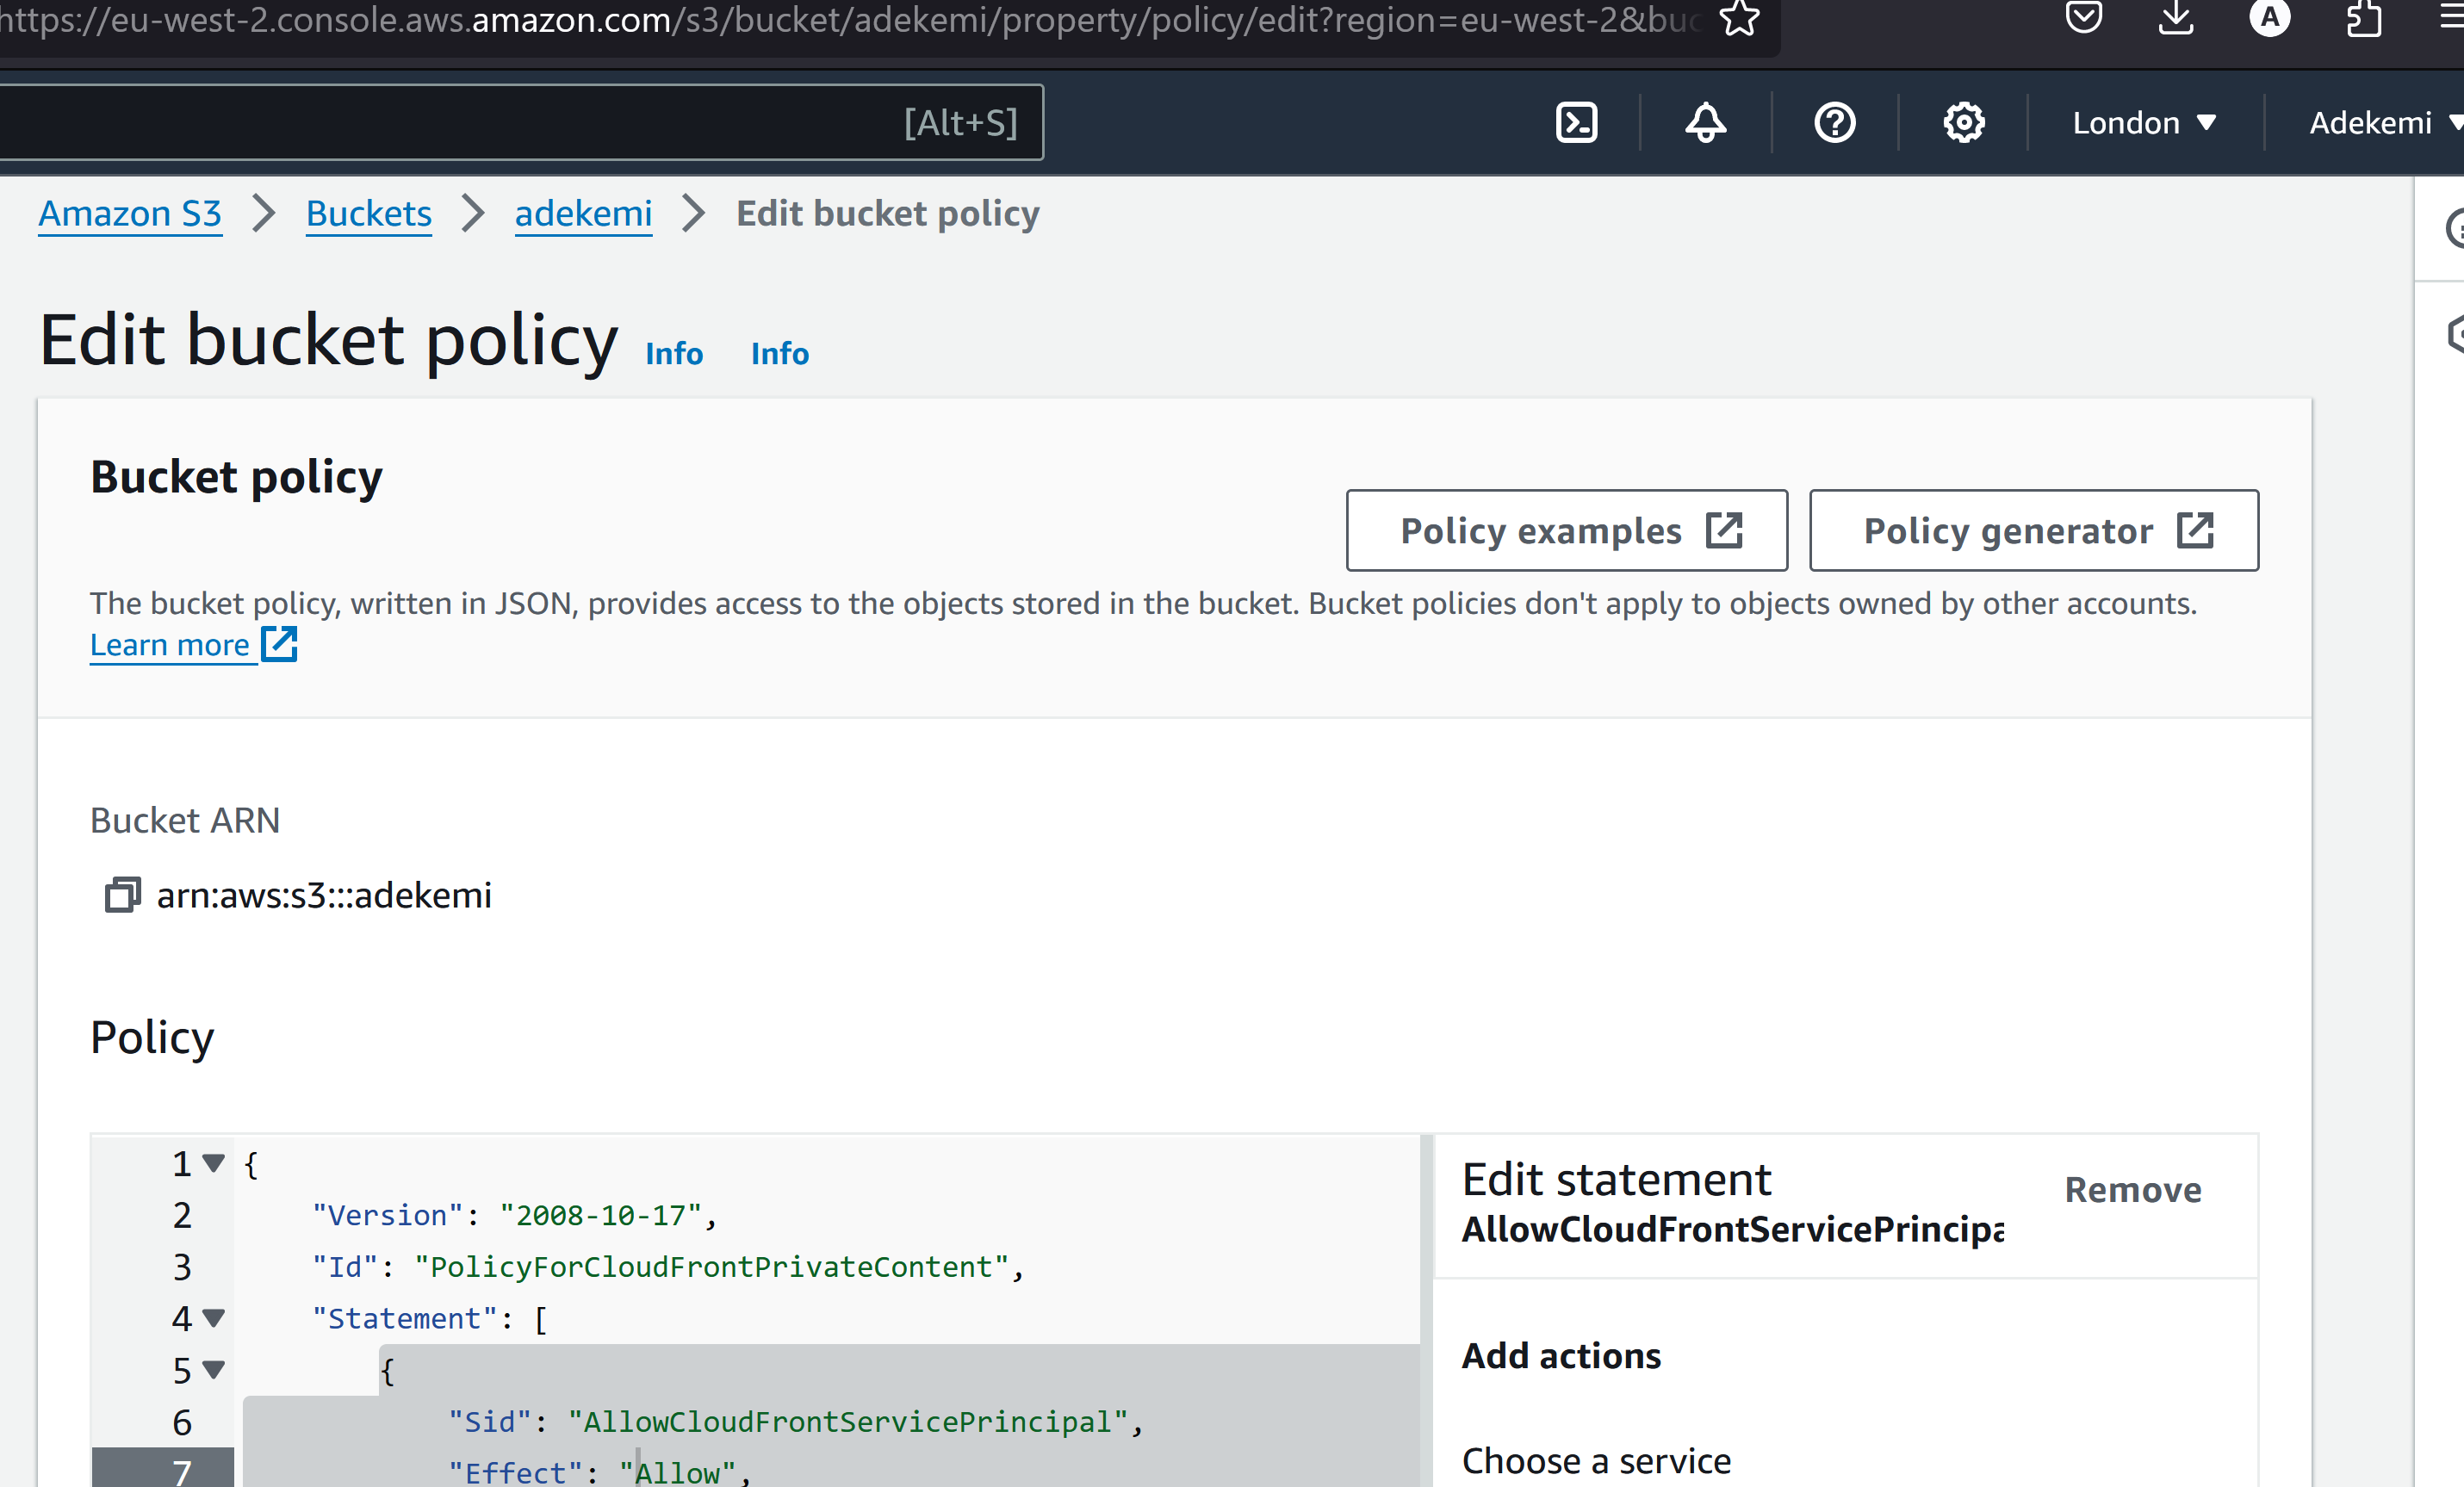 https://eu-west-2.console.aws.amazon.com/s3/bucket/adekemi/property/policy/edit?region=eu-west-2&buc
[Alt+S]
London
Adekemi
Amazon S3 > Buckets > adekemi > Edit bucket policy
Edit bucket policy Info Info
Bucket policy
Policy examples
Policy generator
The bucket policy, written in JSON, provides access to the objects stored in the bucket. Bucket policies don't apply to objects owned by other accounts.
Learn more
Bucket ARN
arn:aws:s3:::adekemi
Policy
1 {
2 "Version": "2008-10-17",
3 "Id": "PolicyForCloudFrontPrivateContent",
4 "Statement": [
5 {
6 "Sid": "AllowCloudFrontServicePrincipal",
7 "Effect": "Allow",
Edit statement
Remove
AllowCloudFrontServicePrincipa
Add actions
Choose a service